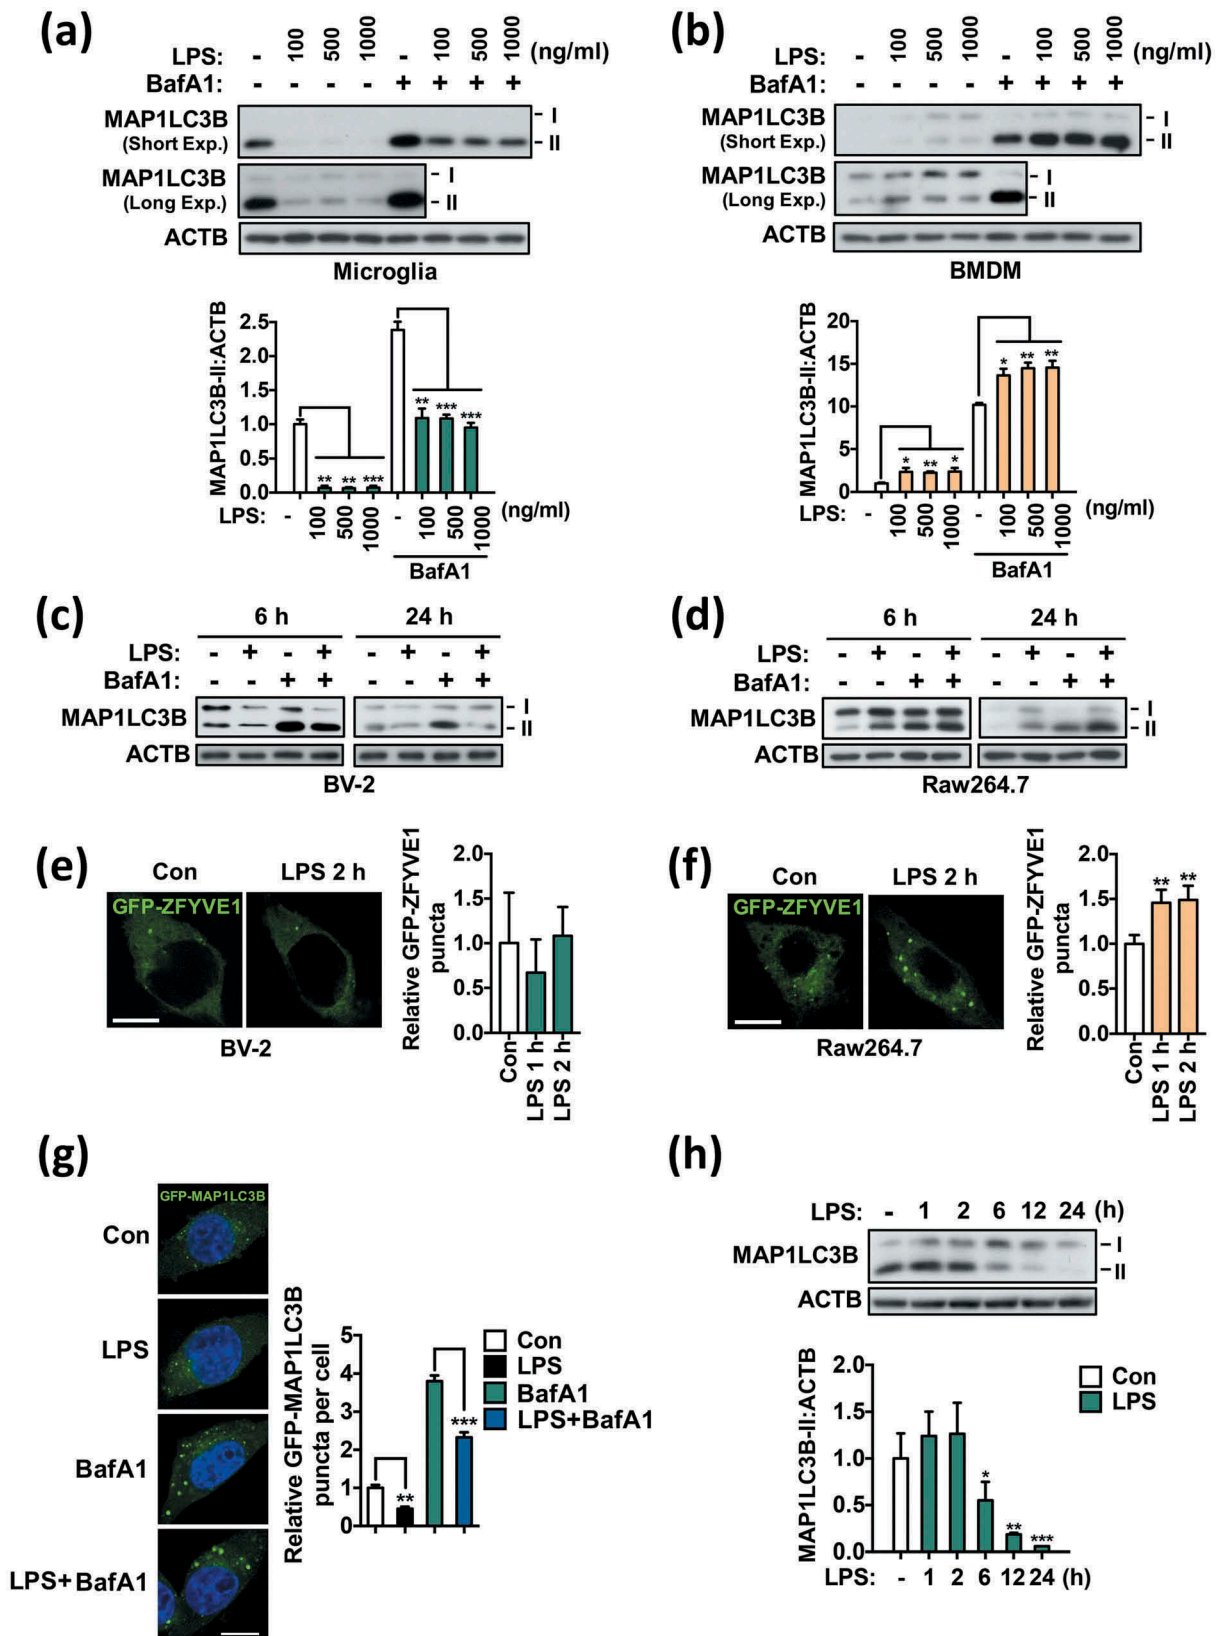 (a)
LPS: - 100 500 1000 - 100 500 1000 (ng/ml)
BafA1: - - - - + + + +
MAP1LC3B
(Short Exp.)
- I
- II
MAP1LC3B
(Long Exp.)
- I
- II
ACTB
Microglia
MAP1LC3B-II:ACTB
2.5
2.0
1.5
1.0
0.5
0.0
** ** *** ** *** ***
LPS: - 100 500 1000 - 100 500 1000 (ng/ml)
BafA1
(b)
LPS: - 100 500 1000 - 100 500 1000 (ng/ml)
BafA1: - - - - + + + +
MAP1LC3B
(Short Exp.)
- I
- II
MAP1LC3B
(Long Exp.)
- I
- II
ACTB
BMDM
MAP1LC3B-II:ACTB
20
15
10
5
0
* ** * * ** **
LPS: - 100 500 1000 - 100 500 1000 (ng/ml)
BafA1
(c)
6 h 24 h
LPS: - + - + - + - +
BafA1: - - + + - - + +
MAP1LC3B
- I
- II
ACTB
BV-2
(d)
6 h 24 h
LPS: - + - + - + - +
BafA1: - - + + - - + +
MAP1LC3B
- I
- II
ACTB
Raw264.7
(e)
Con LPS 2 h
GFP-ZFYVE1
BV-2
Relative GFP-ZFYVE1
puncta
2.0
1.5
1.0
0.5
0.0
Con
LPS 1 h
LPS 2 h
(f)
Con LPS 2 h
GFP-ZFYVE1
Raw264.7
Relative GFP-ZFYVE1
puncta
2.0
1.5
1.0
0.5
0.0
** **
Con
LPS 1 h
LPS 2 h
(g)
GFP-MAP1LC3B
Con
LPS
BafA1
LPS+BafA1
Relative GFP-MAP1LC3B
puncta per cell
5
4
3
2
1
0
** ***
Con
LPS
BafA1
LPS+BafA1
(h)
LPS: - 1 2 6 12 24 (h)
MAP1LC3B
- I
- II
ACTB
MAP1LC3B-II:ACTB
2.0
1.5
1.0
0.5
0.0
* ** ***
Con
LPS
LPS: - 1 2 6 12 24 (h)